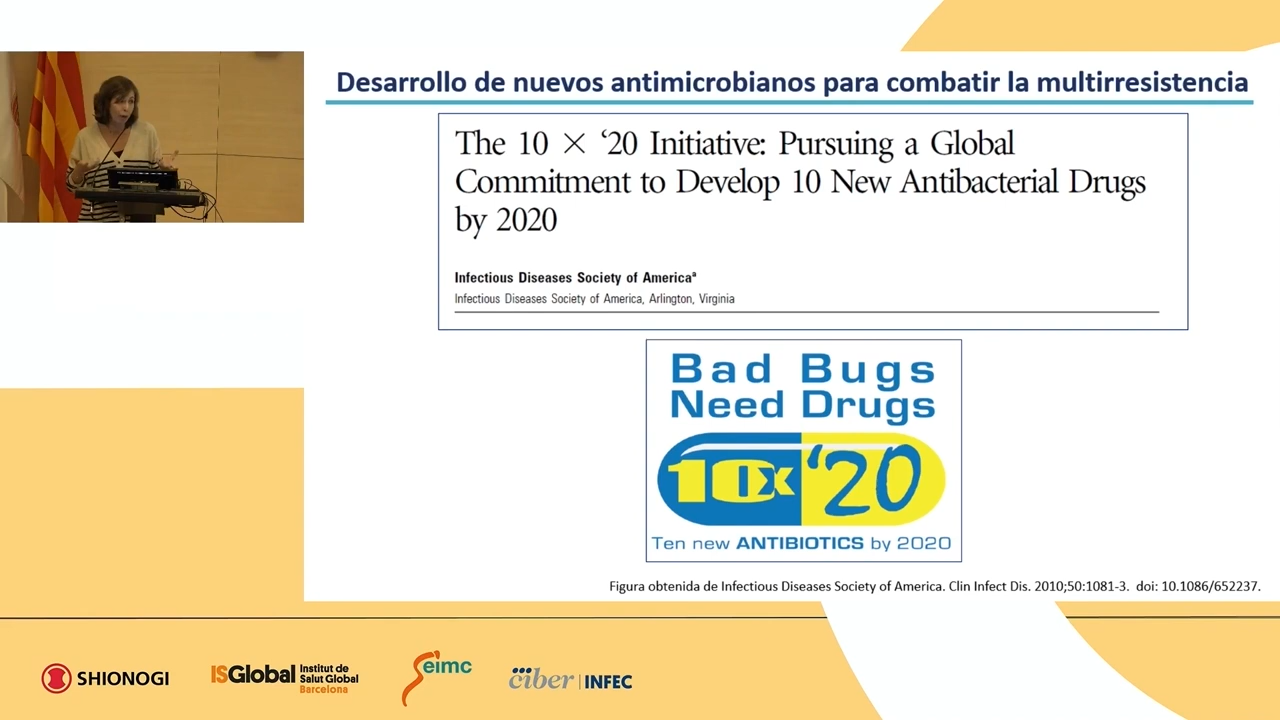 Desarrollo de nuevos antimicrobianos para combatir la multirresistencia
The 10 × ‘20 Initiative: Pursuing a Global
Commitment to Develop 10 New Antibacterial Drugs
by 2020
Infectious Diseases Society of Americaª
Infectious Diseases Society of America, Arlington, Virginia
Bad Bugs
Need Drugs
10x ‘20
Ten new ANTIBIOTICS by 2020
Figura obtenida de Infectious Diseases Society of America. Clin Infect Dis. 2010;50:1081-3. doi: 10.1086/652237.
SHIONOGI
ISGlobal Institut de
Salut Global
Barcelona
Seimc
ciber | INFEC